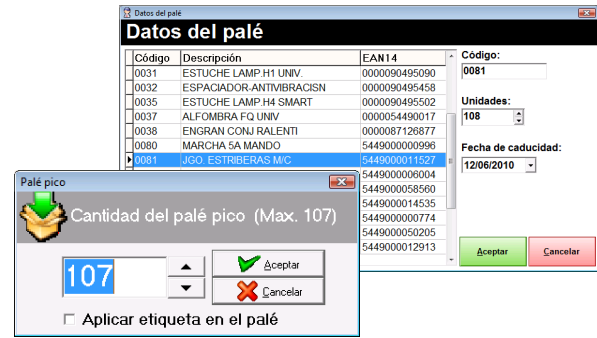 Datos del palé
Datos del palé
Código Descripción EAN14
0031 ESTUCHE LAMP.H1 UNIV. 0000090495090
0032 ESPACIADOR-ANTIVIBRACISN 0000090495458
0035 ESTUCHE LAMP.H4 SMART 0000090495502
0037 ALFOMBRA FQ UNIV 0000054490017
0038 ENGRAN CONJ RALENTI 0000087126877
0080 MARCHA 5A MANDO 5449000000996
0081 JGO. ESTRIBERAS M/C 5449000011527
5449000006004
5449000058560
5449000014535
5449000000774
5449000050205
5449000012913
Código:
0081
Unidades:
108
Fecha de caducidad:
12/06/2010
Aceptar Cancelar
Palé pico
Cantidad del palé pico (Max. 107)
107
Aceptar
Cancelar
Aplicar etiqueta en el palé